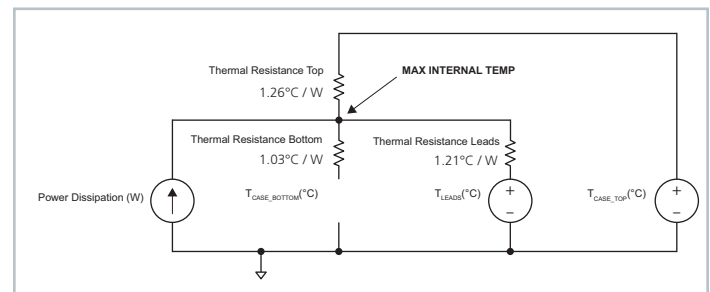 Thermal Resistance Top
1.26°C / W
MAX INTERNAL TEMP
Thermal Resistance Bottom
1.03°C / W
Thermal Resistance Leads
1.21°C / W
Power Dissipation (W)
TCASE_BOTTOM(°C)
TLEADS(°C)
+
–
TCASE_TOP(°C)
+
–